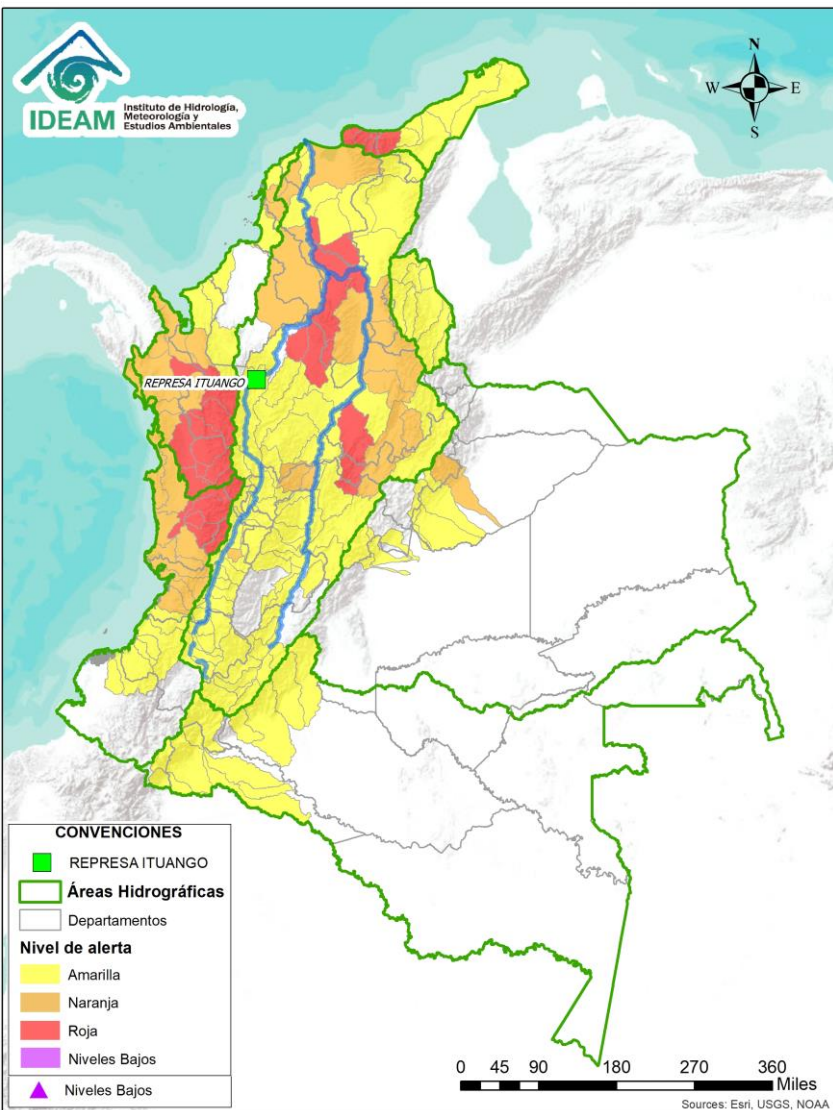 IDEAM
Instituto de Hidrología,
Meteorología y
Estudios Ambientales
N
W
E
S
REPRESA ITUANGO
CONVENCIONES
REPRESA ITUANGO
Áreas Hidrográficas
Departamentos
Nivel de alerta
Amarilla
Naranja
Roja
Niveles Bajos
Niveles Bajos
0 45 90 180 270 360
Miles
Sources: Esri, USGS, NOAA